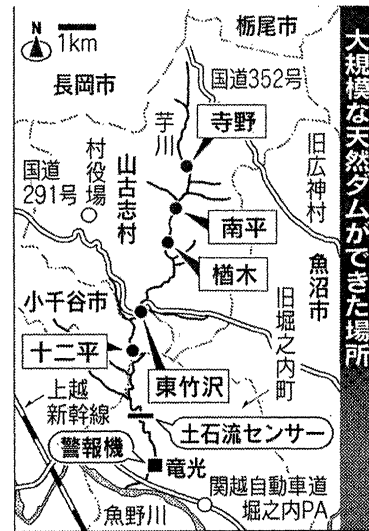 大規模な天然ダムができた場所
N
1km
栃尾市
長岡市
国道352号
芋川
寺野
国道
291号
村役場
山古志村
旧広神村
南平
楢木
魚沼市
小千谷市
旧堀之内町
十二平
東竹沢
上越
新幹線
土石流センサー
警報機
竜光
関越自動車道
堀之内PA
魚野川